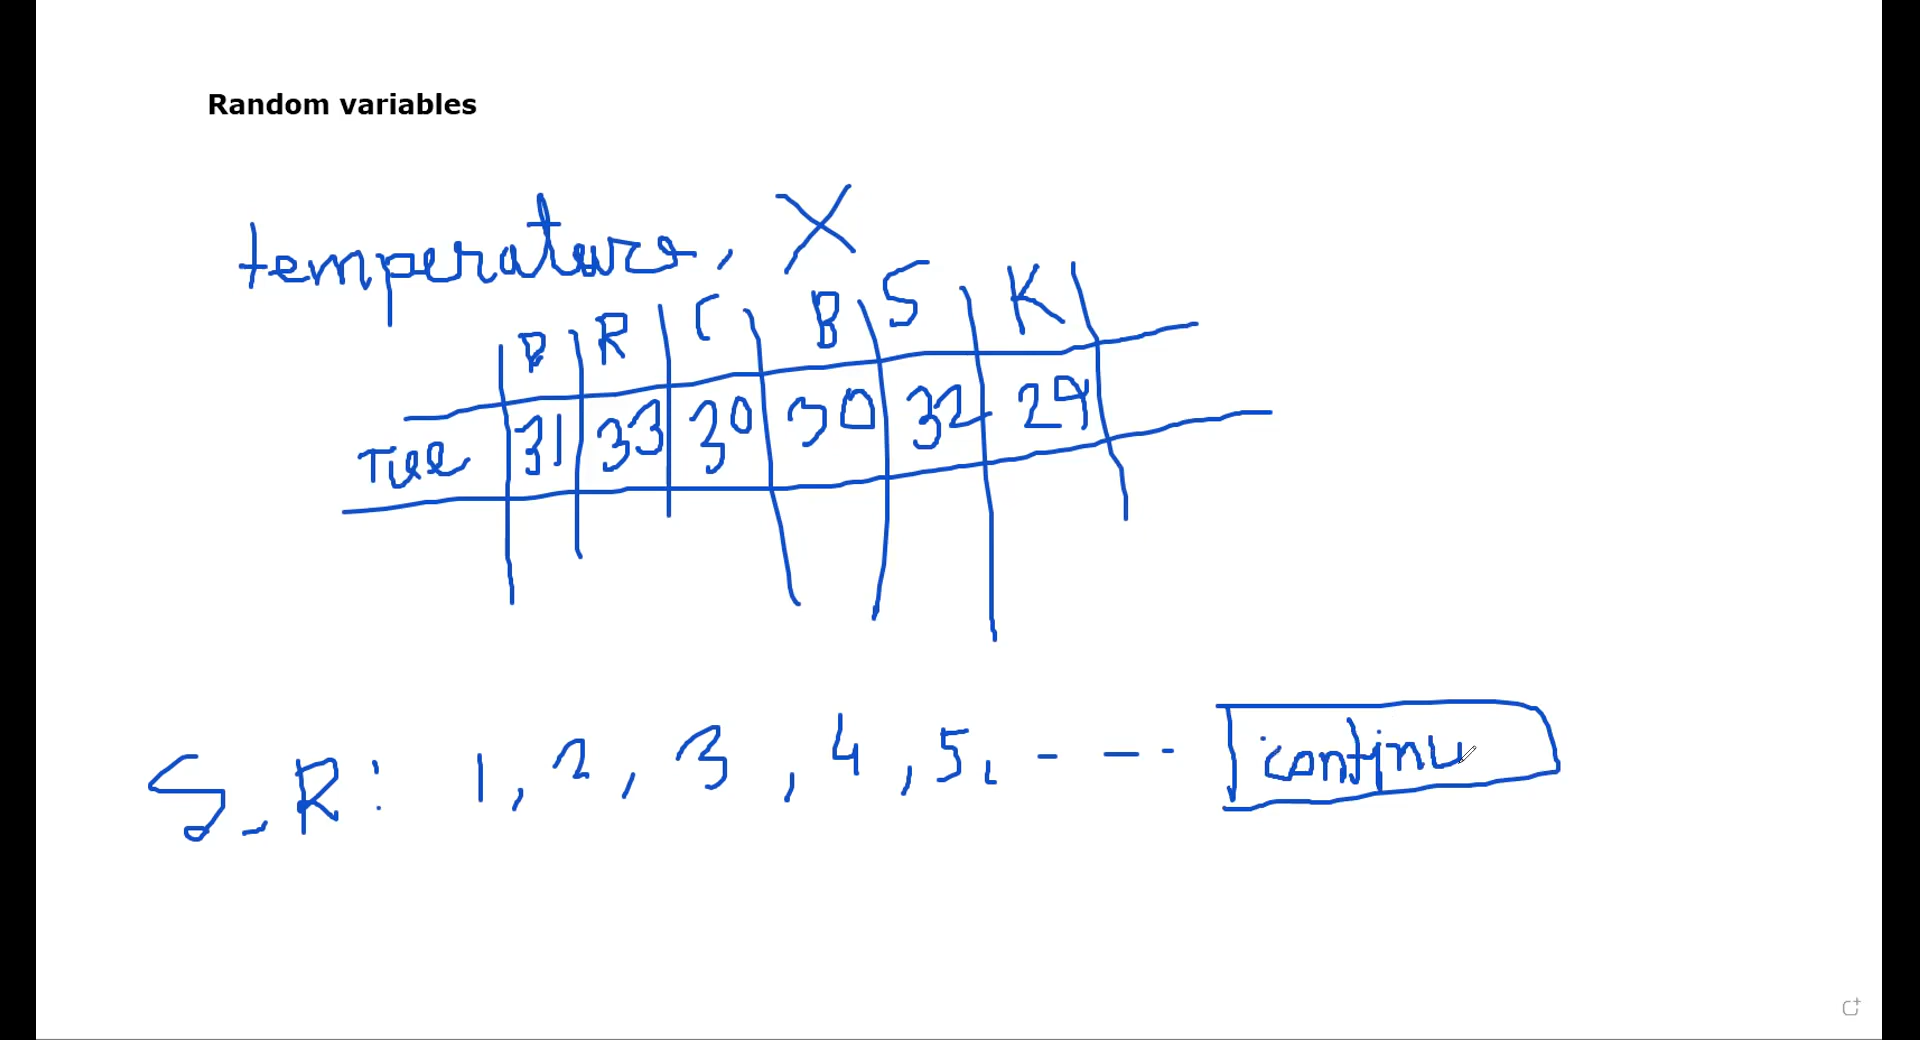 Random variables
temperature, X
R R C B S K
Tue 31 33 30 30 32 29
S.R: 1, 2, 3, 4, 5, - - - continu